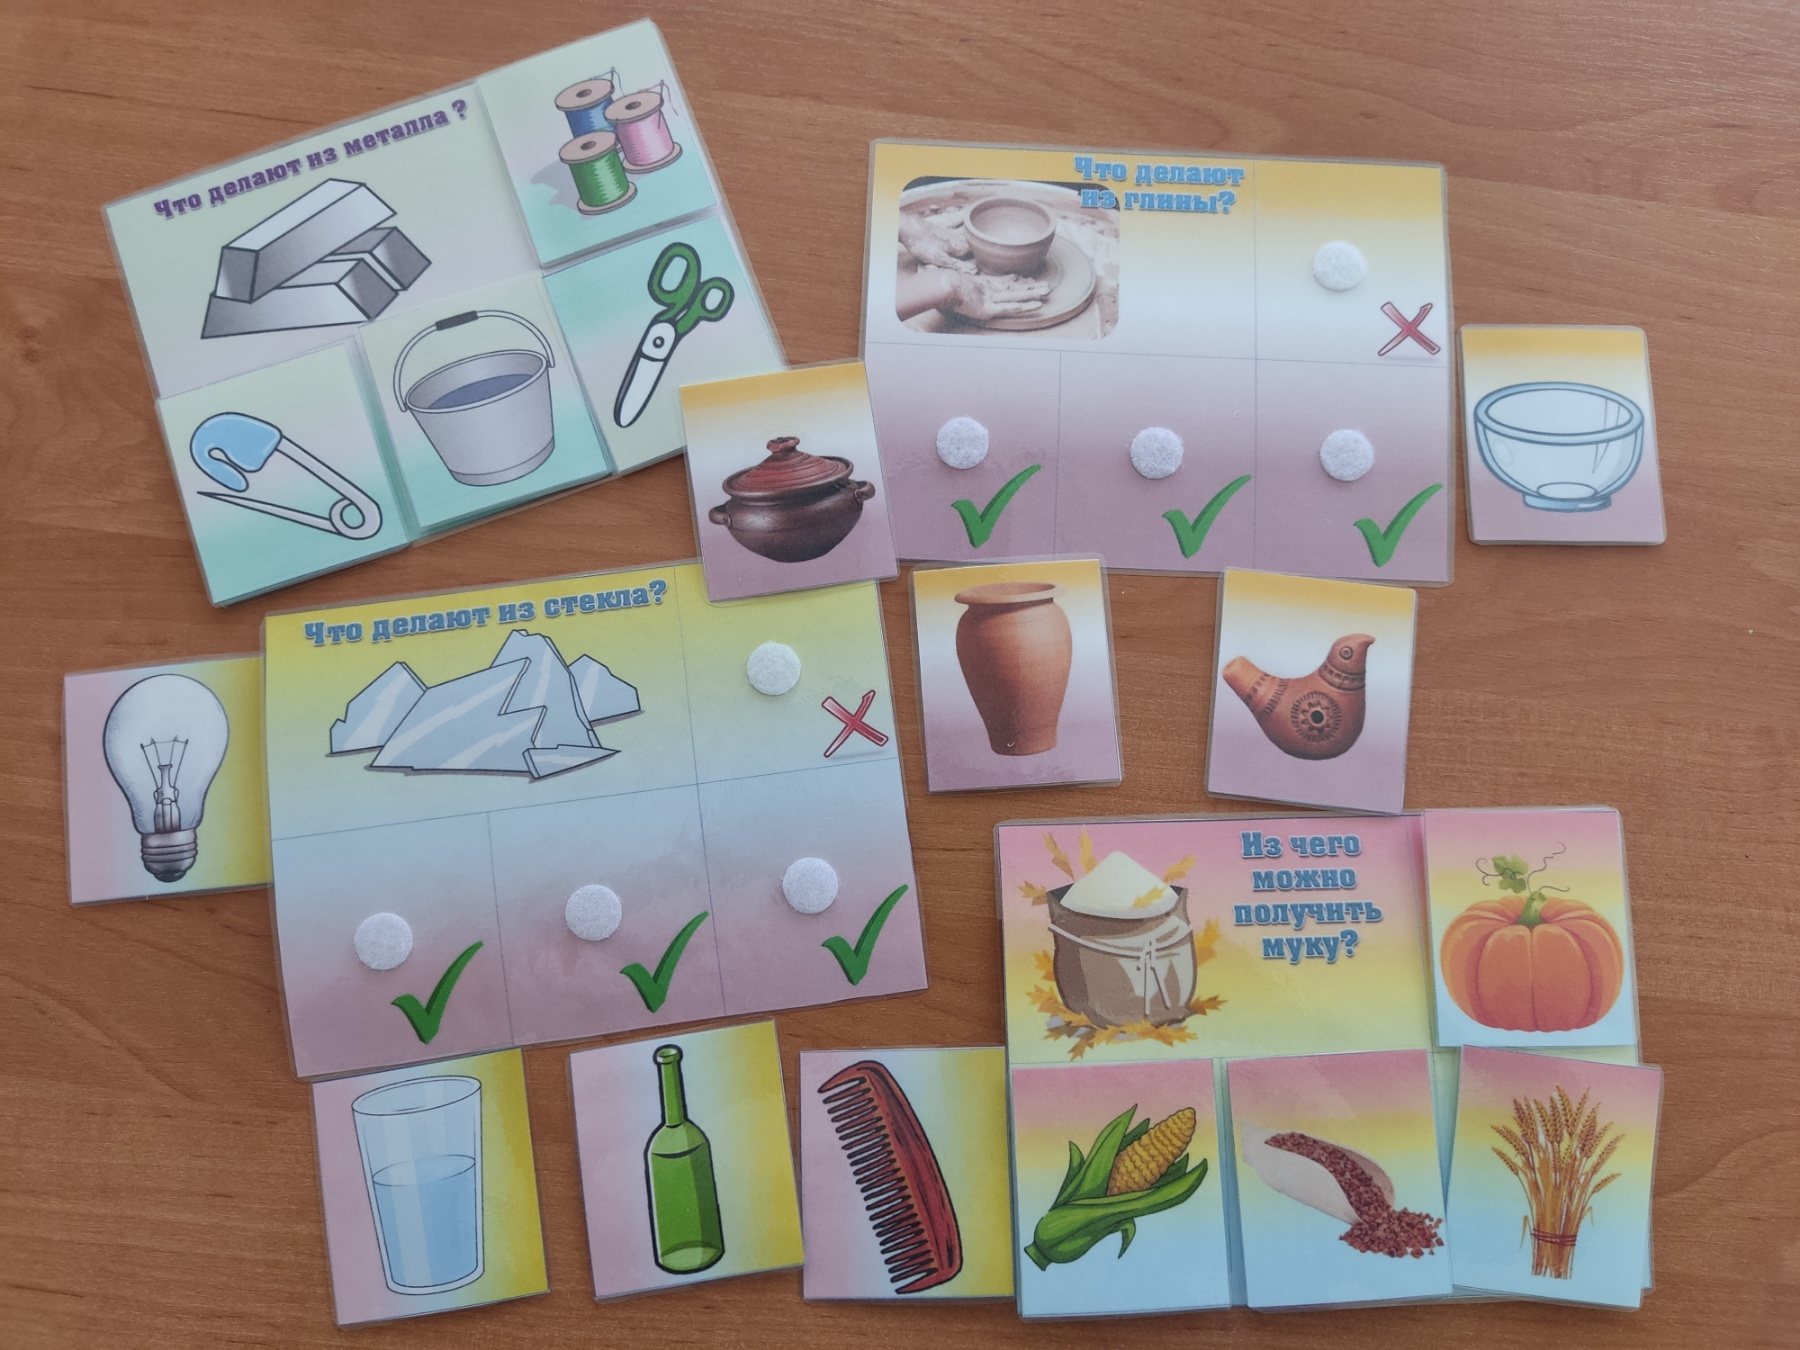 Что делают из металла ?
Что делают
из глины?
Что делают из стекла?
Из чего
можно
получить
муку?